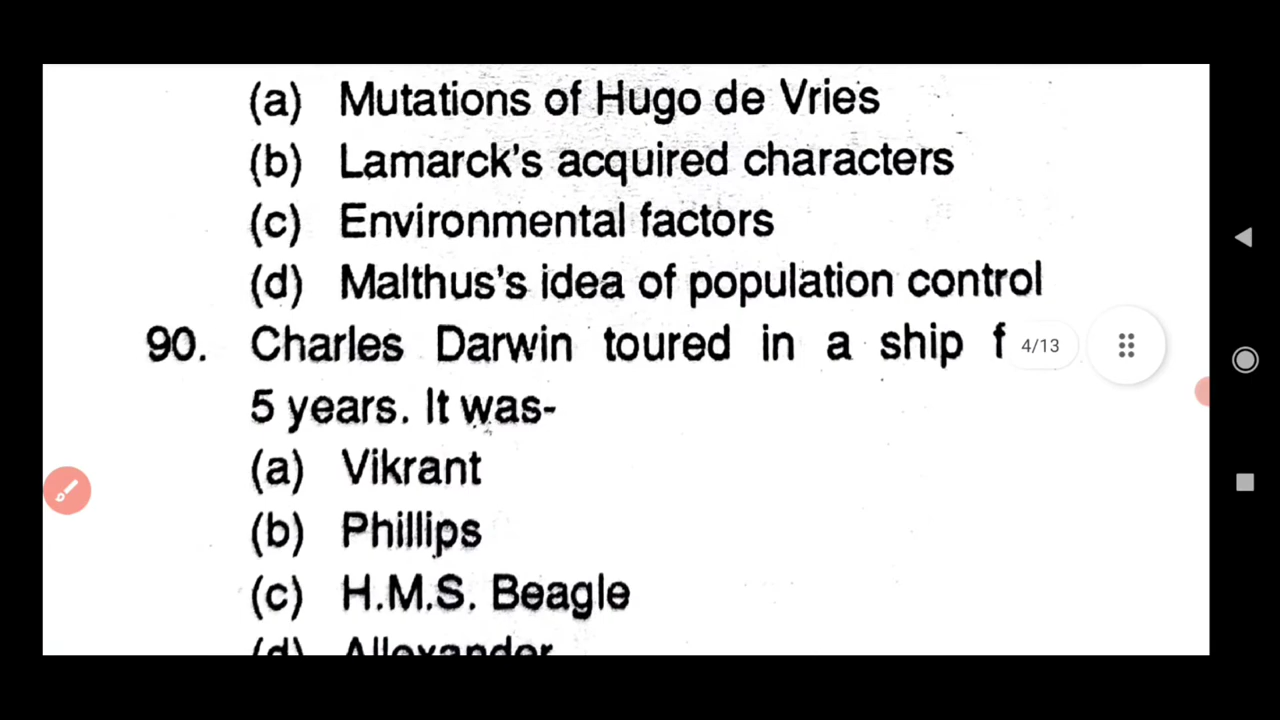 (a) Mutations of Hugo de Vries
(b) Lamarck's acquired characters
(c) Environmental factors
(d) Malthus's idea of population control
90. Charles Darwin toured in a ship f
4/13
5 years. It was-
(a) Vikrant
(b) Phillips
(c) H.M.S. Beagle
(d) Allexander